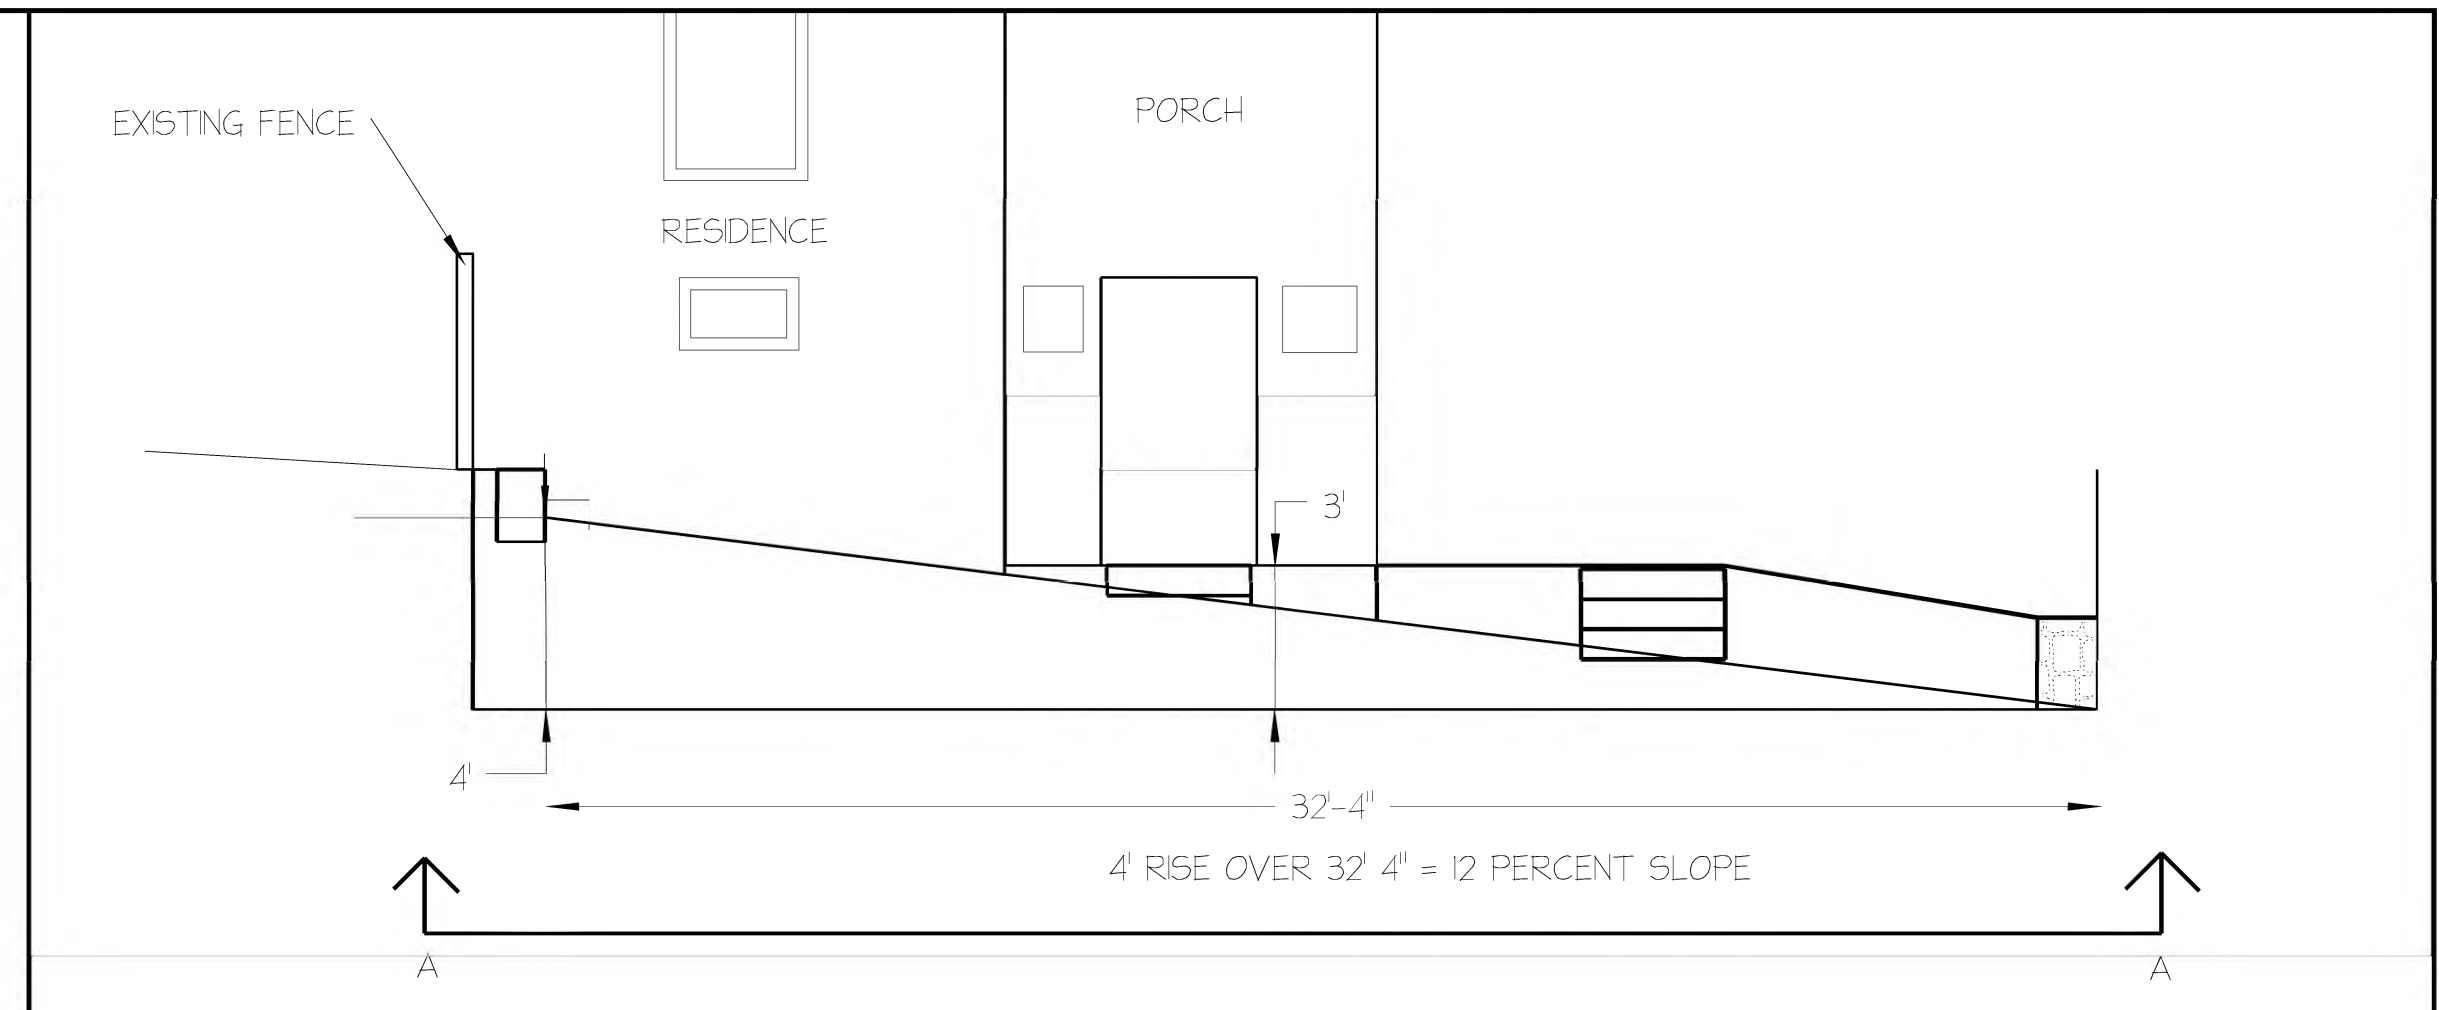 PORCH
EXISTING FENCE
RESIDENCE
3'
4'
32'-4"
4' RISE OVER 32' 4" = 12 PERCENT SLOPE
A
A